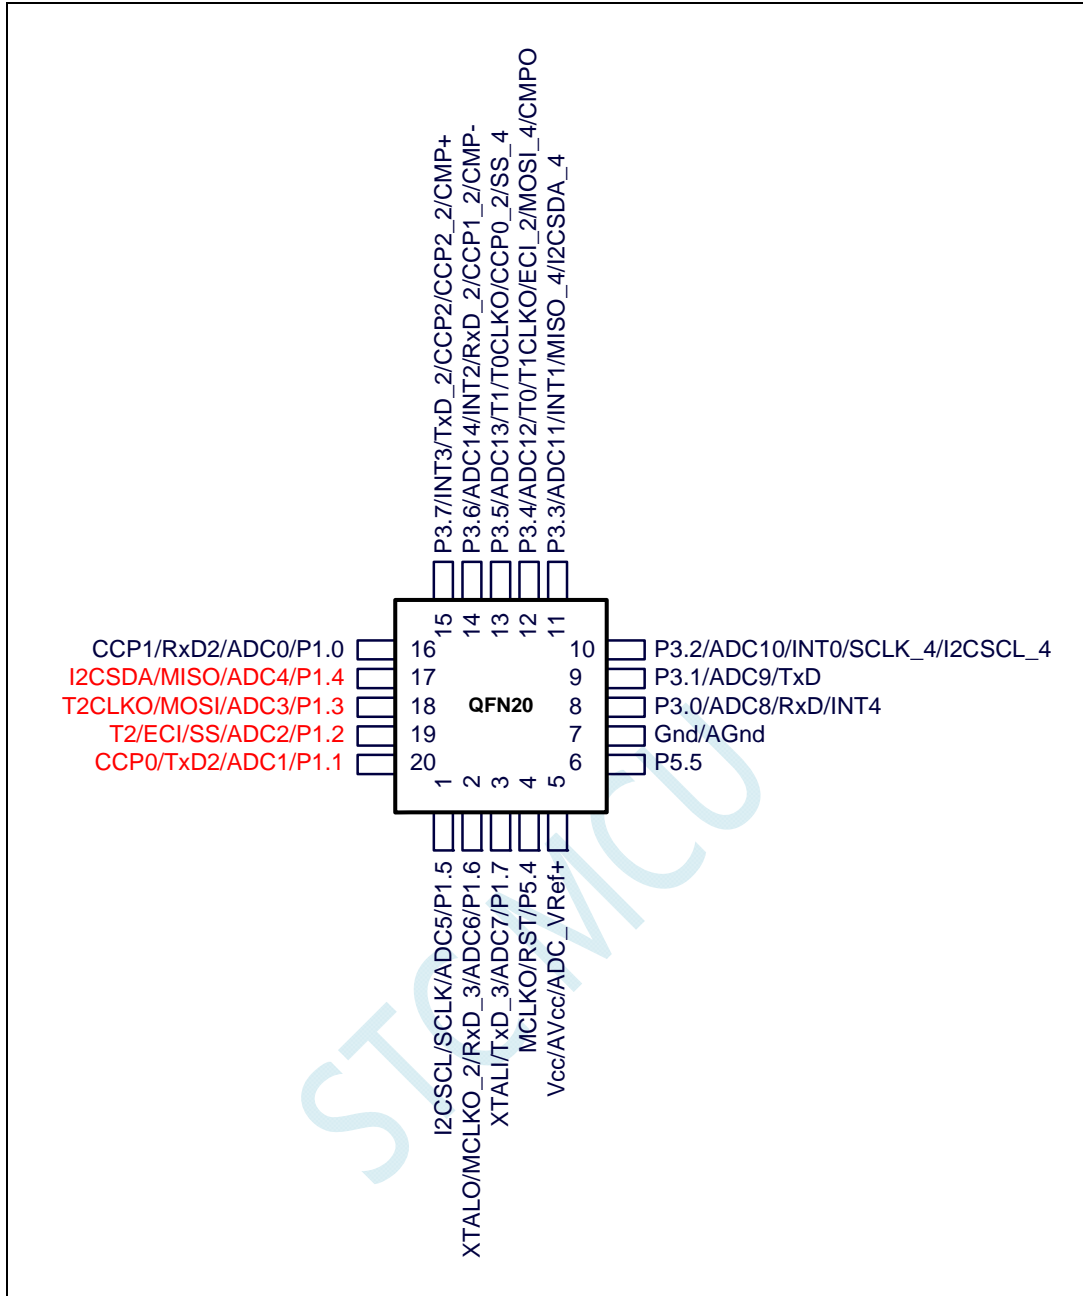 P3.7/INT3/TxD_2/CCP2/CCP2_2/CMP+
P3.6/ADC14/INT2/RxD_2/CCP1_2/CMP-
P3.5/ADC13/T1/T0CLKO/CCP0_2/SS_4
P3.4/ADC12/T0/T1CLKO/ECI_2/MOSI_4/CMPO
P3.3/ADC11/INT1/MISO_4/I2CSDA_4
15
14
13
12
11
CCP1/RxD2/ADC0/P1.0
16
I2CSDA/MISO/ADC4/P1.4
17
T2CLKO/MOSI/ADC3/P1.3
18
T2/ECI/SS/ADC2/P1.2
19
CCP0/TxD2/ADC1/P1.1
20
QFN20
10
P3.2/ADC10/INT0/SCLK_4/I2CSCL_4
9
P3.1/ADC9/TxD
8
P3.0/ADC8/RxD/INT4
7
Gnd/AGnd
6
P5.5
1
2
3
4
5
I2CSCL/SCLK/ADC5/P1.5
XTALO/MCLKO_2/RxD_3/ADC6/P1.6
XTALI/TxD_3/ADC7/P1.7
MCLKO/RST/P5.4
Vcc/AVcc/ADC_VRef+
STC MCU